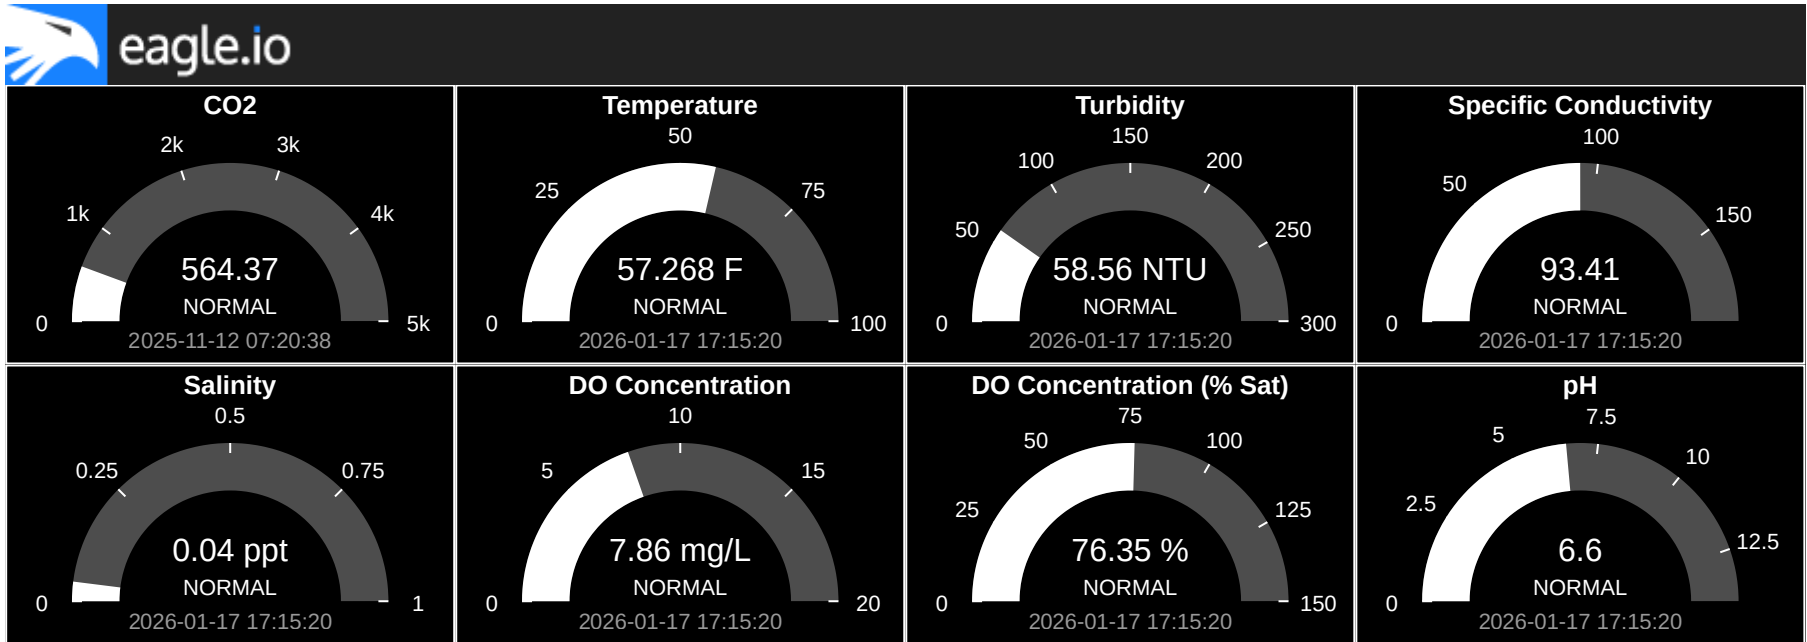 eagle.io
CO2
0
1k
2k
3k
4k
5k
564.37
NORMAL
2025-11-12 07:20:38
Temperature
0
25
50
75
100
57.268 F
NORMAL
2026-01-17 17:15:20
Turbidity
0
50
100
150
200
250
300
58.56 NTU
NORMAL
2026-01-17 17:15:20
Specific Conductivity
0
50
100
150
93.41
NORMAL
2026-01-17 17:15:20
Salinity
0
0.25
0.5
0.75
1
0.04 ppt
NORMAL
2026-01-17 17:15:20
DO Concentration
0
5
10
15
20
7.86 mg/L
NORMAL
2026-01-17 17:15:20
DO Concentration (% Sat)
0
25
50
75
100
125
150
76.35 %
NORMAL
2026-01-17 17:15:20
pH
0
2.5
5
7.5
10
12.5
6.6
NORMAL
2026-01-17 17:15:20